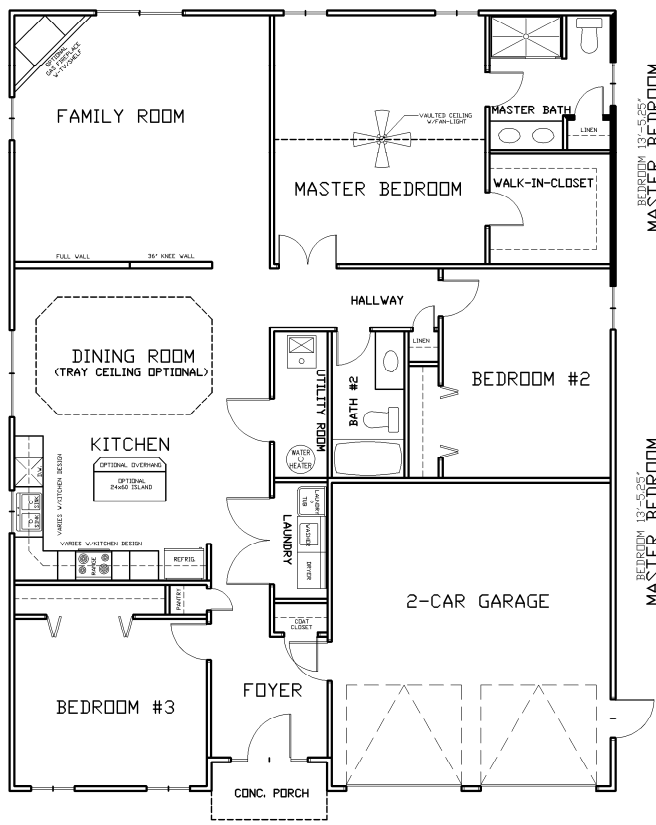 OPTIONAL
GAS FIREPLACE
W-TV/SHELF
FAMILY ROOM
VAULTED CEILING
W/FAN-LIGHT
MASTER BEDROOM
MASTER BATH
LINEN
WALK-IN-CLOSET
BEDROOM 13'-5.25"
MASTER BEDROOM
FULL WALL
36" KNEE WALL
HALLWAY
LINEN
DINING ROOM
(TRAY CEILING OPTIONAL)
UTILITY ROOM
WATER
HEATER
BATH #2
BEDROOM #2
KITCHEN
OPTIONAL OVERHANG
OPTIONAL
24x60 ISLAND
D.W.
SINK
SINK
VARIES W/KITCHEN DESIGN
VARIES W/KITCHEN DESIGN
RANGE
REFRIG.
LAUNDRY
LAUNDRY
TUB
WASHER
DRYER
BEDROOM 13'-5.25"
MASTER BEDROOM
PANTRY
COAT
CLOSET
2-CAR GARAGE
FOYER
BEDROOM #3
CONC. PORCH